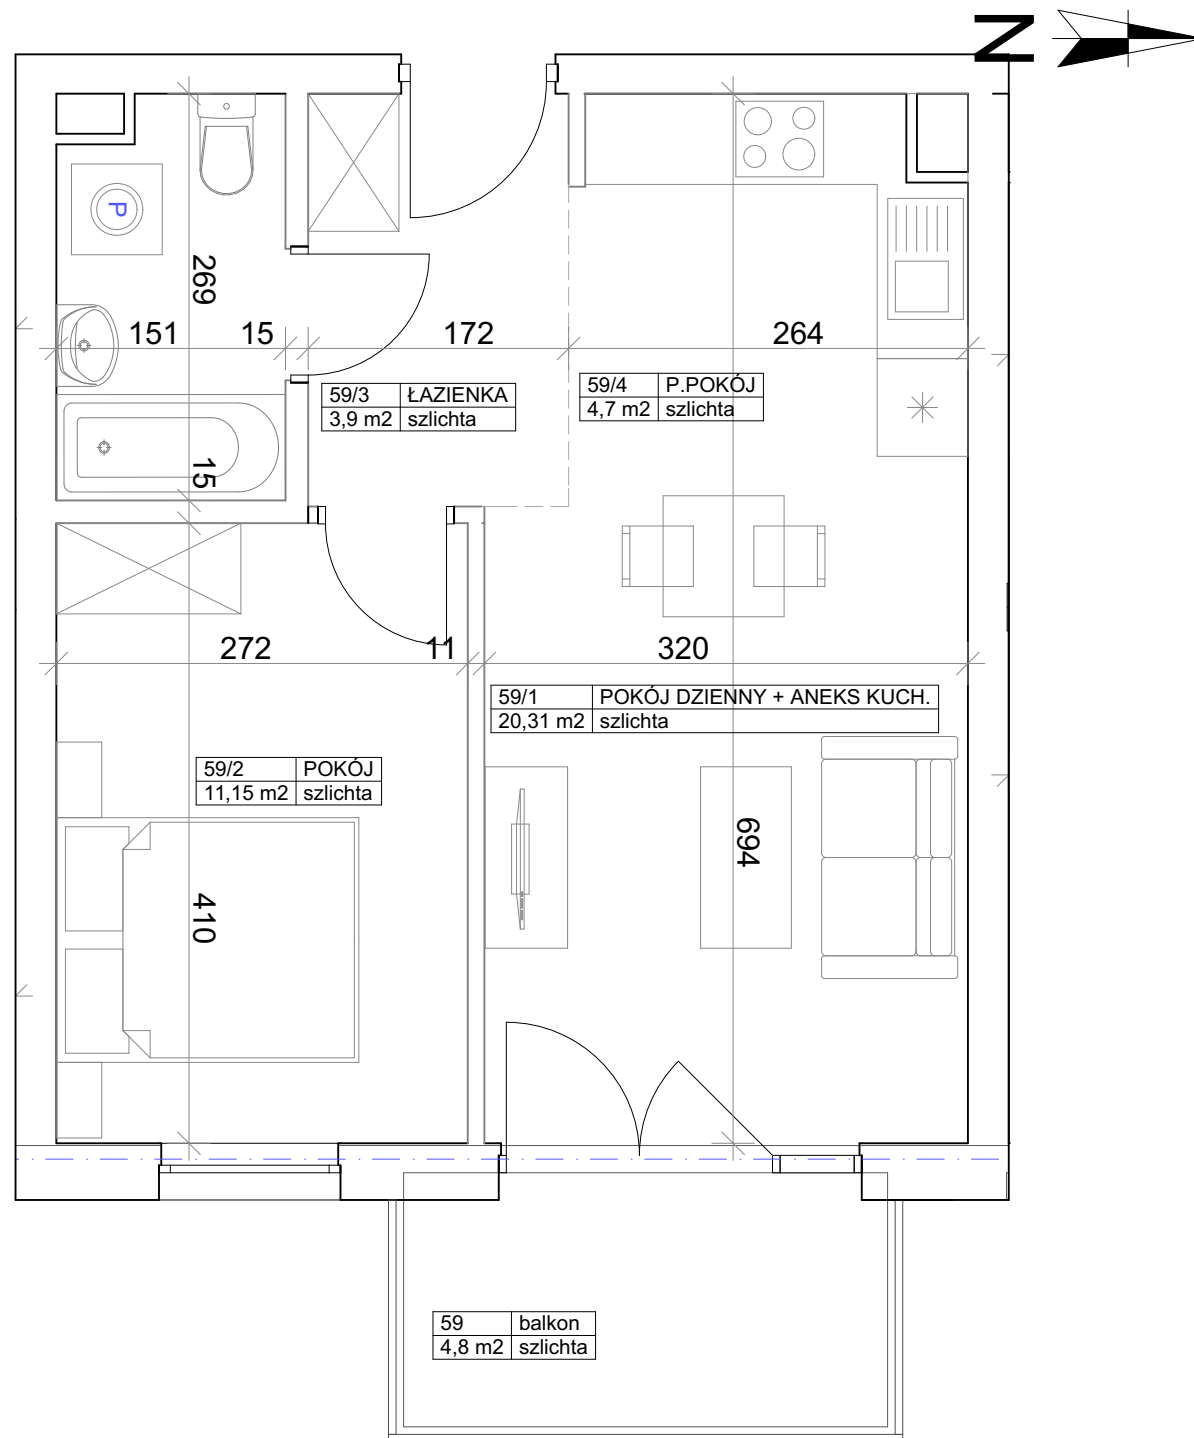 N
P
269
151
15
172
264
59/3 ŁAZIENKA
3,9 m2 szlichta
59/4 P.POKÓJ
4,7 m2 szlichta
15
272
11
320
59/1 POKÓJ DZIENNY + ANEKS KUCH.
20,31 m2 szlichta
59/2 POKÓJ
11,15 m2 szlichta
694
410
59 balkon
4,8 m2 szlichta